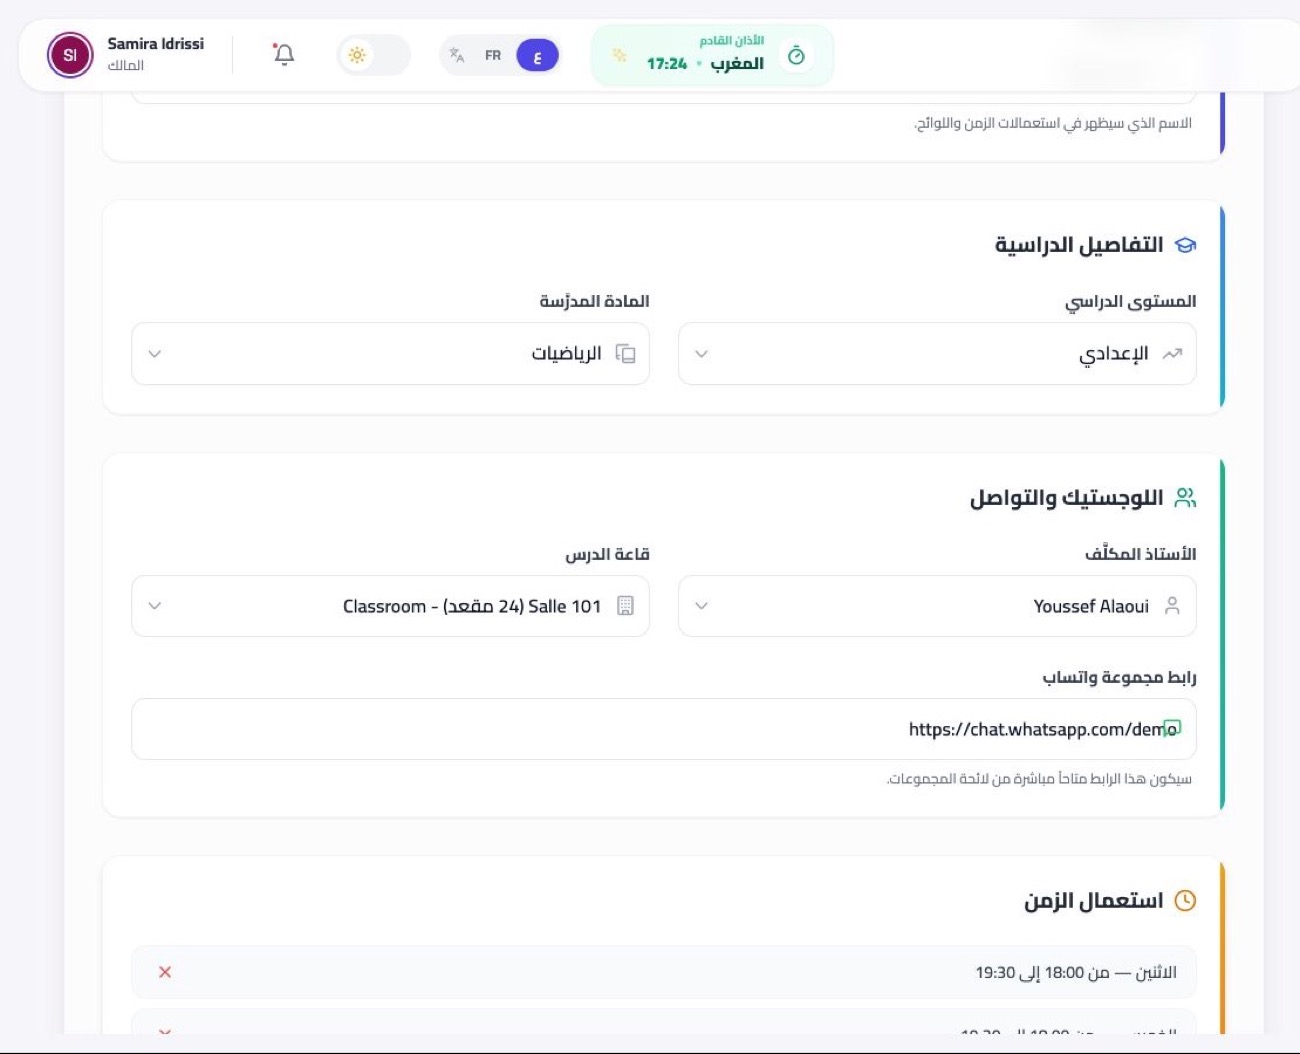 الأذان القادم
المغرب • 17:24
ع
FR
Samira Idrissi
المالك
SI
الاسم الذي سيظهر في استعمالات الزمن واللوائح.
التفاصيل الدراسية
المستوى الدراسي
الإعدادي
المادة المدرَّسة
الرياضيات
اللوجستيك والتواصل
الأستاذ المكلَّف
Youssef Alaoui
قاعة الدرس
Salle 101 (24 مقعد) - Classroom
رابط مجموعة واتساب
https://chat.whatsapp.com/demo
سيكون هذا الرابط متاحاً مباشرة من لائحة المجموعات.
استعمال الزمن
الاثنين — من 18:00 إلى 19:30